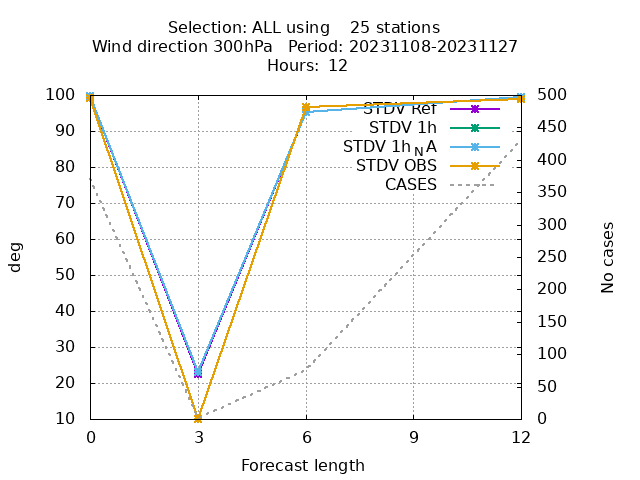 Selection: ALL using    25 stations
Wind direction 300hPa   Period: 20231108-20231127
Hours: 12
100
90
80
70
60
50
40
30
20
10
500
450
400
350
300
250
200
150
100
50
0
0 3 6 9 12
deg
No cases
Forecast length
STDV Ref
STDV 1h
STDV 1h_NA
STDV OBS
CASES